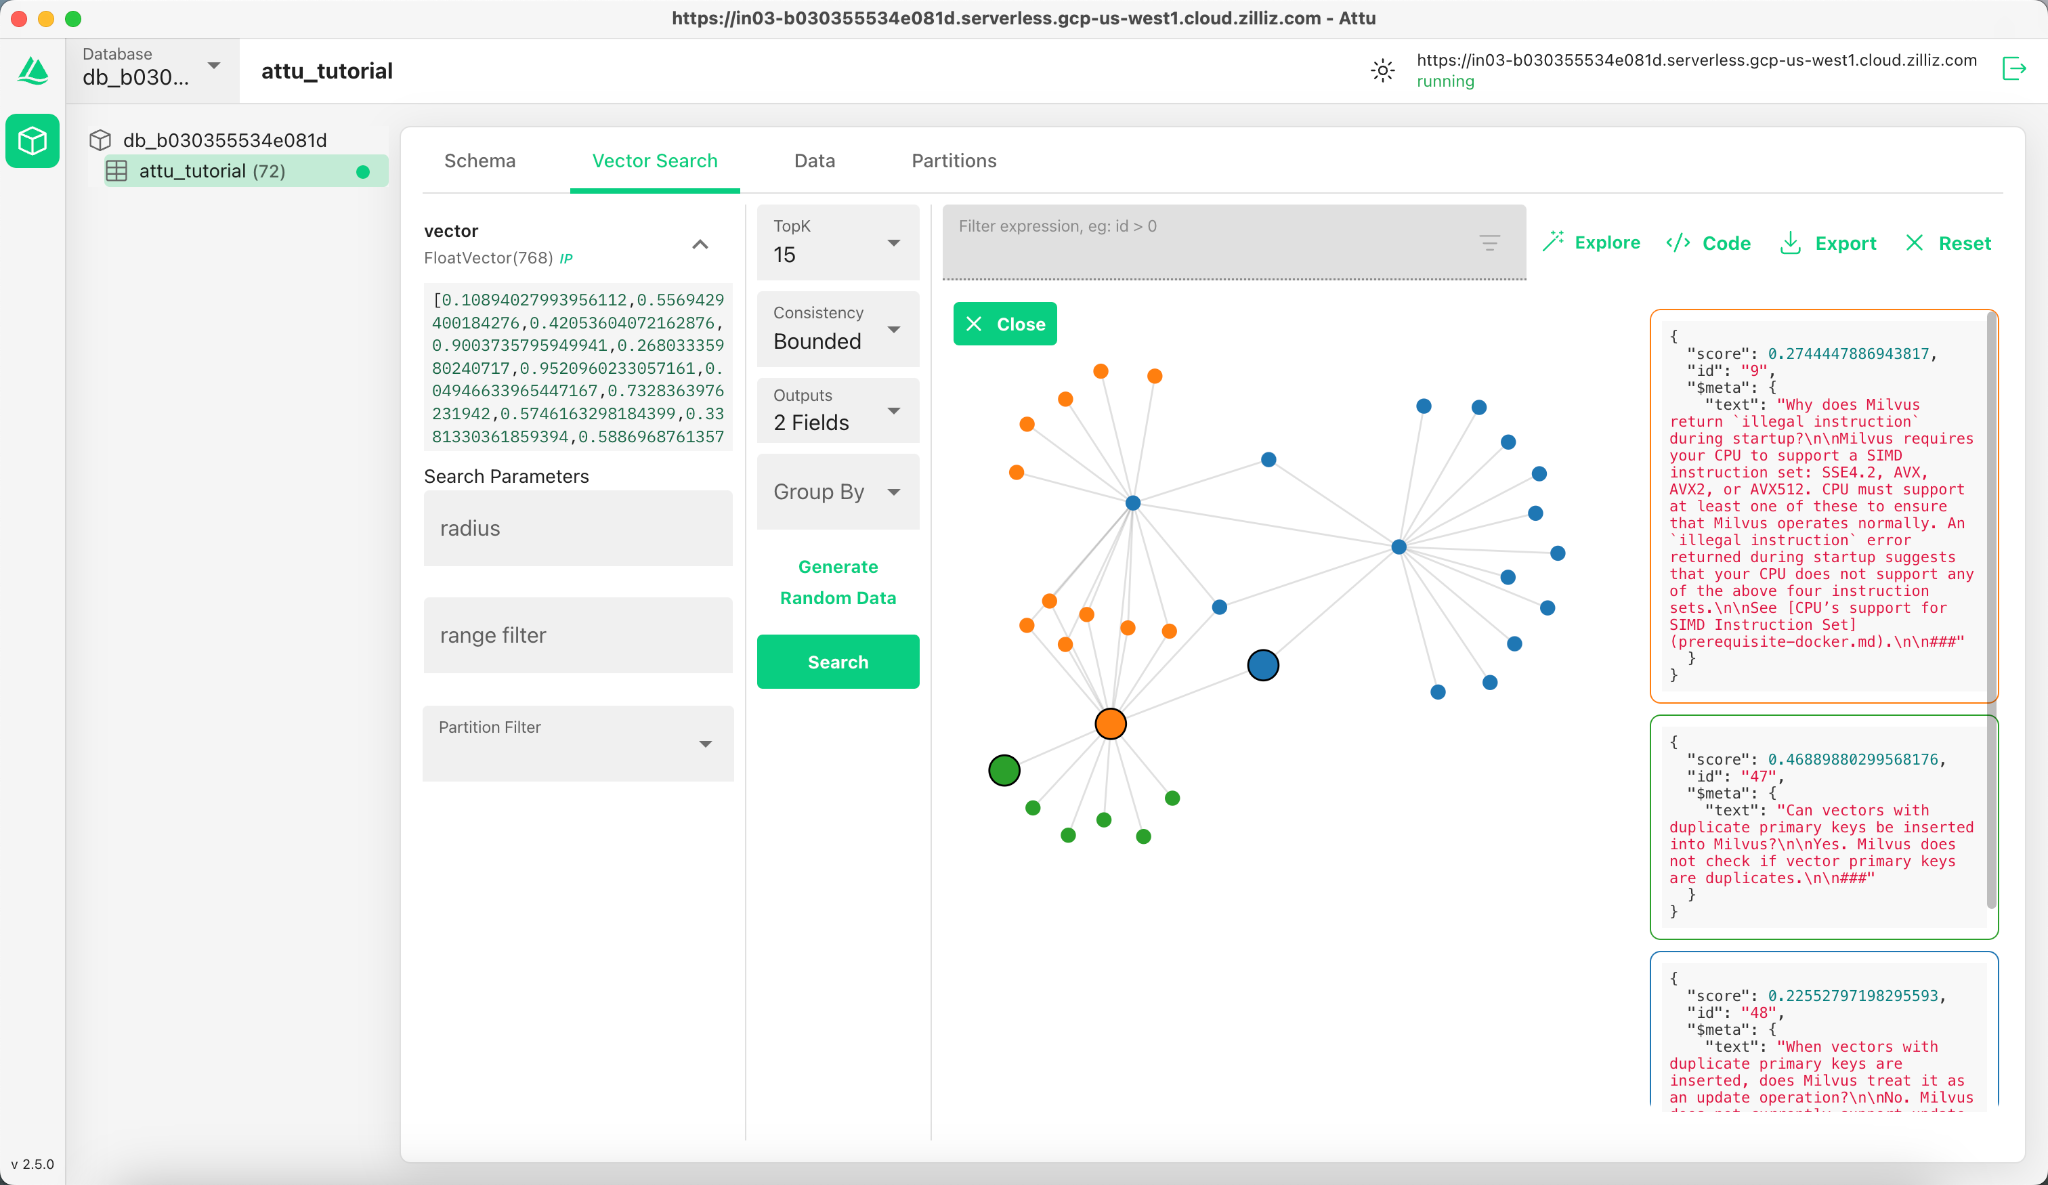 https://in03-b030355534e081d.serverless.gcp-us-west1.cloud.zilliz.com - Attu
Database
db_b030...
attu_tutorial
https://in03-b030355534e081d.serverless.gcp-us-west1.cloud.zilliz.com
running
db_b030355534e081d
attu_tutorial (72)
Schema
Vector Search
Data
Partitions
vector
FloatVector(768) IP
[0.10894027993956112,0.5569429
400184276,0.42053604072162876,
0.9003735795949941,0.268033359
80240717,0.9520960233057161,0.
04946633965447167,0.7328363976
231942,0.5746163298184399,0.33
81330361859394,0.5886968761357
Search Parameters
radius
range filter
Partition Filter
TopK
15
Consistency
Bounded
Outputs
2 Fields
Group By
Generate
Random Data
Search
Filter expression, eg: id > 0
Explore
</> Code
Export
Reset
Close
{
"score": 0.2744447886943817,
"id": "9",
"$meta": {
"text": "Why does Milvus
return `illegal instruction`
during startup?\n\nMilvus requires
your CPU to support a SIMD
instruction set: SSE4.2, AVX,
AVX2, or AVX512. CPU must support
at least one of these to ensure
that Milvus operates normally. An
`illegal instruction` error
returned during startup suggests
that your CPU does not support any
of the above four instruction
sets.\n\nSee [CPU’s support for
SIMD Instruction Set]
(prerequisite-docker.md).\n\n###"
}
}
{
"score": 0.46889880299568176,
"id": "47",
"$meta": {
"text": "Can vectors with
duplicate primary keys be inserted
into Milvus?\n\nYes. Milvus does
not check if vector primary keys
are duplicates.\n\n###"
}
}
{
"score": 0.22552797198295593,
"id": "48",
"$meta": {
"text": "When vectors with
duplicate primary keys are
inserted, does Milvus treat it as
an update operation?\n\nNo. Milvus
v 2.5.0